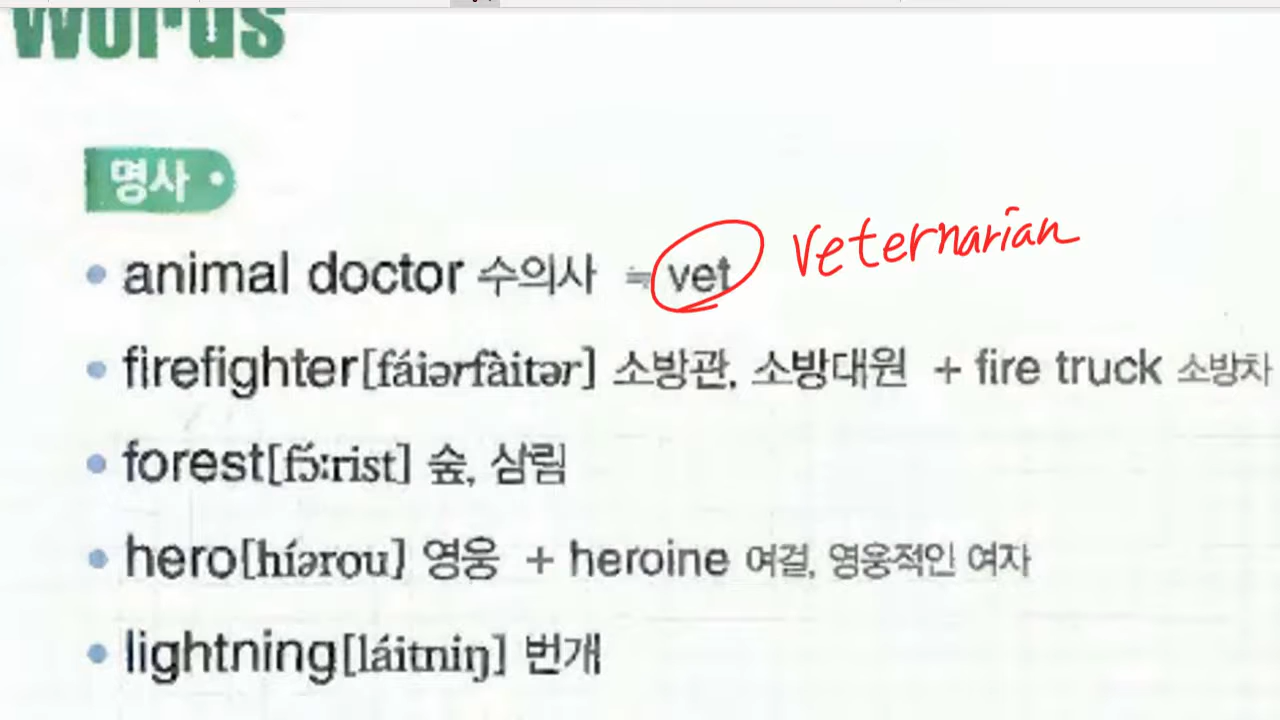 Words
명사
animal doctor 수의사 ≒ vet veternarian
firefighter[fáiərfàitər] 소방관, 소방대원 + fire truck 소방차
forest[fɔ́:rist] 숲, 삼림
hero[híərou] 영웅 + heroine 여걸, 영웅적인 여자
lightning[láitniŋ] 번개